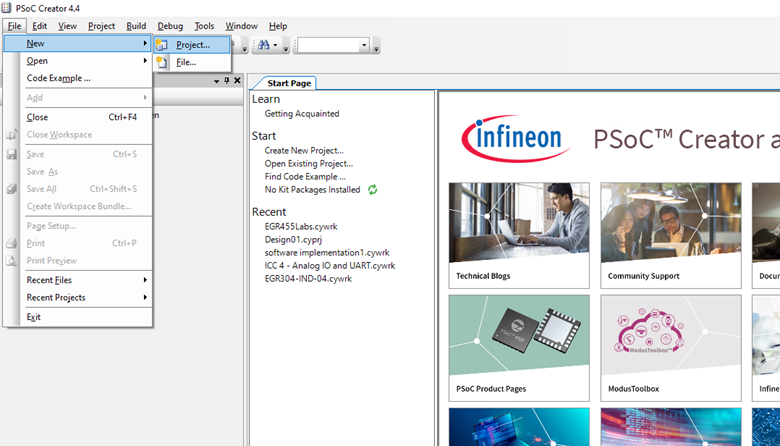 PSoC Creator 4.4
File Edit View Project Build Debug Tools Window Help
New
Project...
File...
Open
Code Example ...
Add
Close Ctrl+F4
Close Workspace
Save Ctrl+S
Save As
Save All Ctrl+Shift+S
Create Workspace Bundle...
Page Setup...
Print Ctrl+P
Print Preview
Recent Files
Recent Projects
Exit
Start Page
Learn
Getting Acquainted
Start
Create New Project...
Open Existing Project...
Find Code Example ...
No Kit Packages Installed
Recent
EGR455Labs.cywrk
Design01.cyprj
software implementation1.cywrk
ICC 4 - Analog IO and UART.cywrk
EGR304-IND-04.cywrk
infineon PSoC™ Creator a
Technical Blogs
Community Support
Docu
ModusToolbox™
PSoC Product Pages
ModusToolbox
Infine